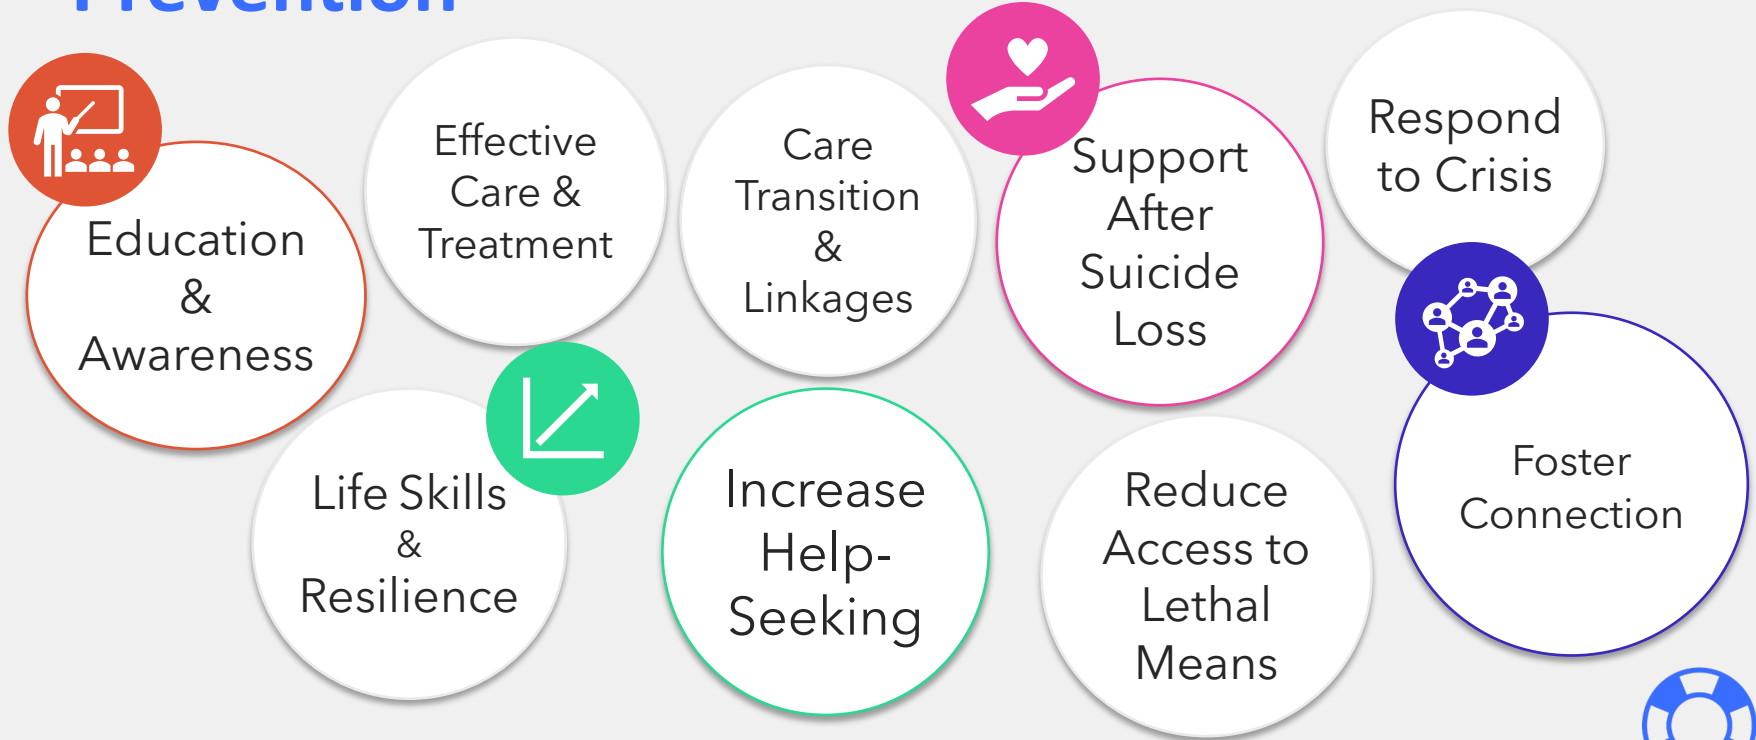 Prevention
Education
&
Awareness
Effective
Care &
Treatment
Care
Transition
&
Linkages
Support
After
Suicide
Loss
Respond
to Crisis
Life Skills
&
Resilience
Increase
Help-
Seeking
Reduce
Access to
Lethal
Means
Foster
Connection